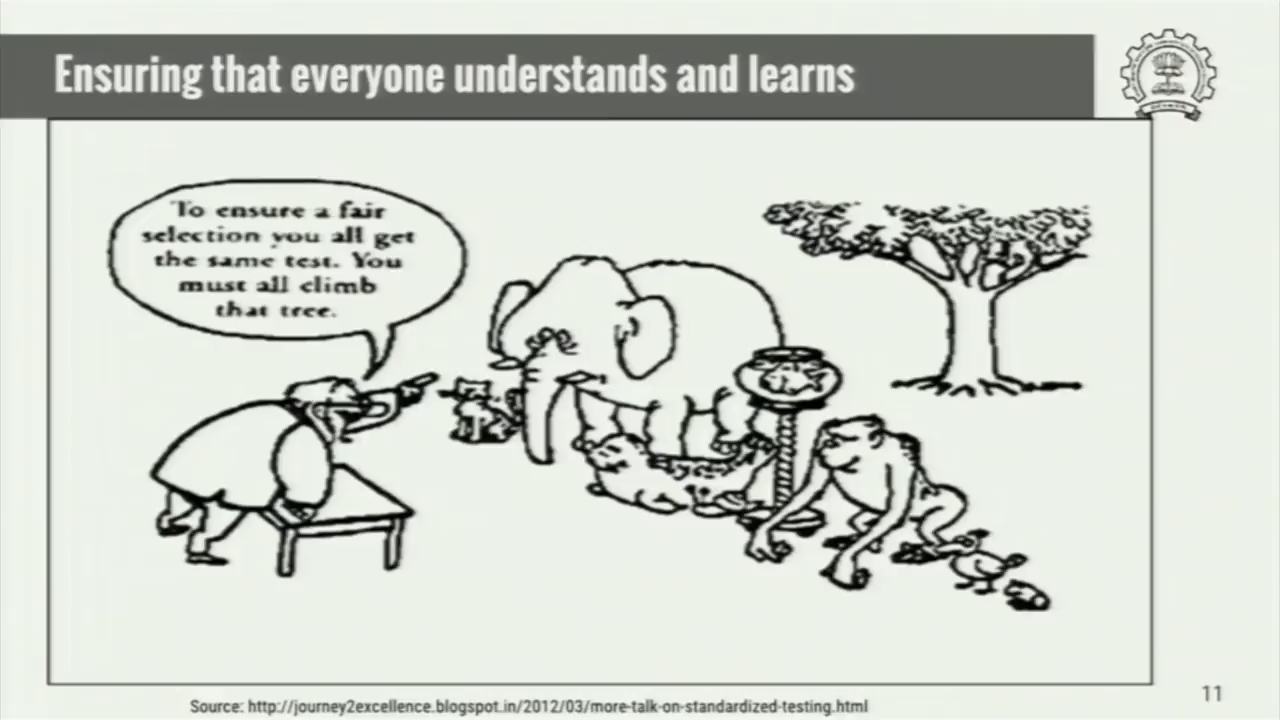 Ensuring that everyone understands and learns
To ensure a fair
selection you all get
the same test. You
must all climb
that tree.
Source: http://journey2excellence.blogspot.in/2012/03/more-talk-on-standardized-testing.html
11